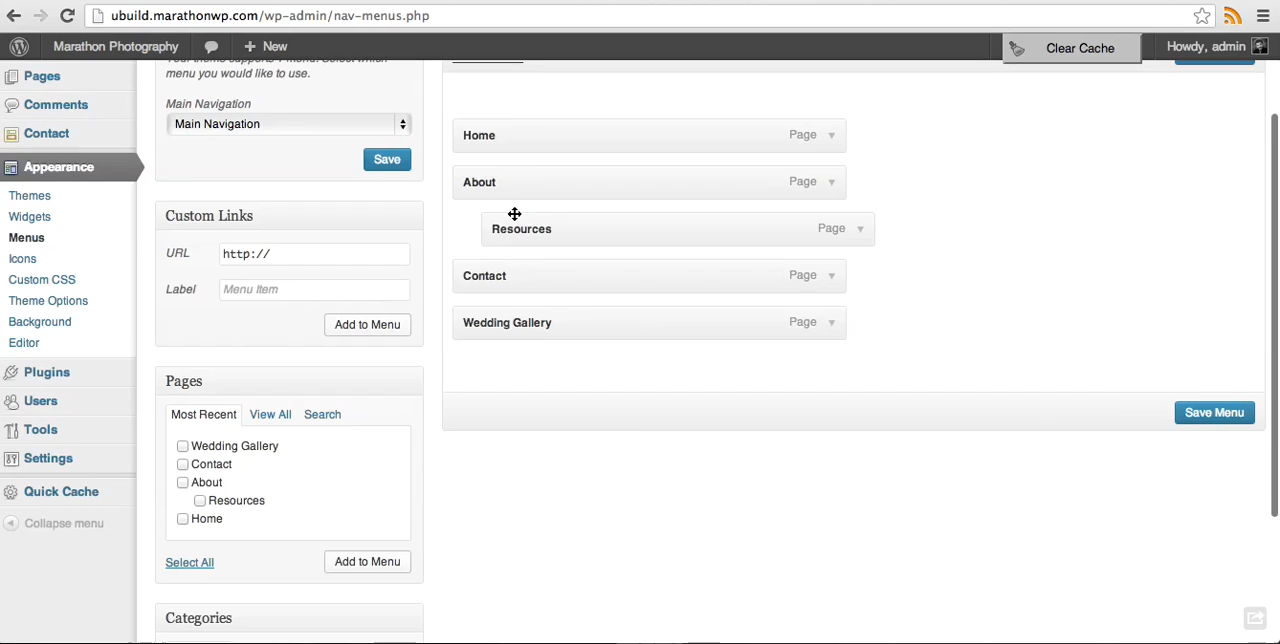 ubuild.marathonwp.com/wp-admin/nav-menus.php
Marathon Photography
New
Clear Cache
Howdy, admin
Pages
Comments
Contact
Appearance
Themes
Widgets
Menus
Icons
Custom CSS
Theme Options
Background
Editor
Plugins
Users
Tools
Settings
Quick Cache
Collapse menu
menu you would like to use.
Main Navigation
Main Navigation
Save
Custom Links
URL http://
Label Menu Item
Add to Menu
Pages
Most Recent View All Search
Wedding Gallery
Contact
About
Resources
Home
Select All Add to Menu
Categories
Home Page
About Page
Resources Page
Contact Page
Wedding Gallery Page
Save Menu